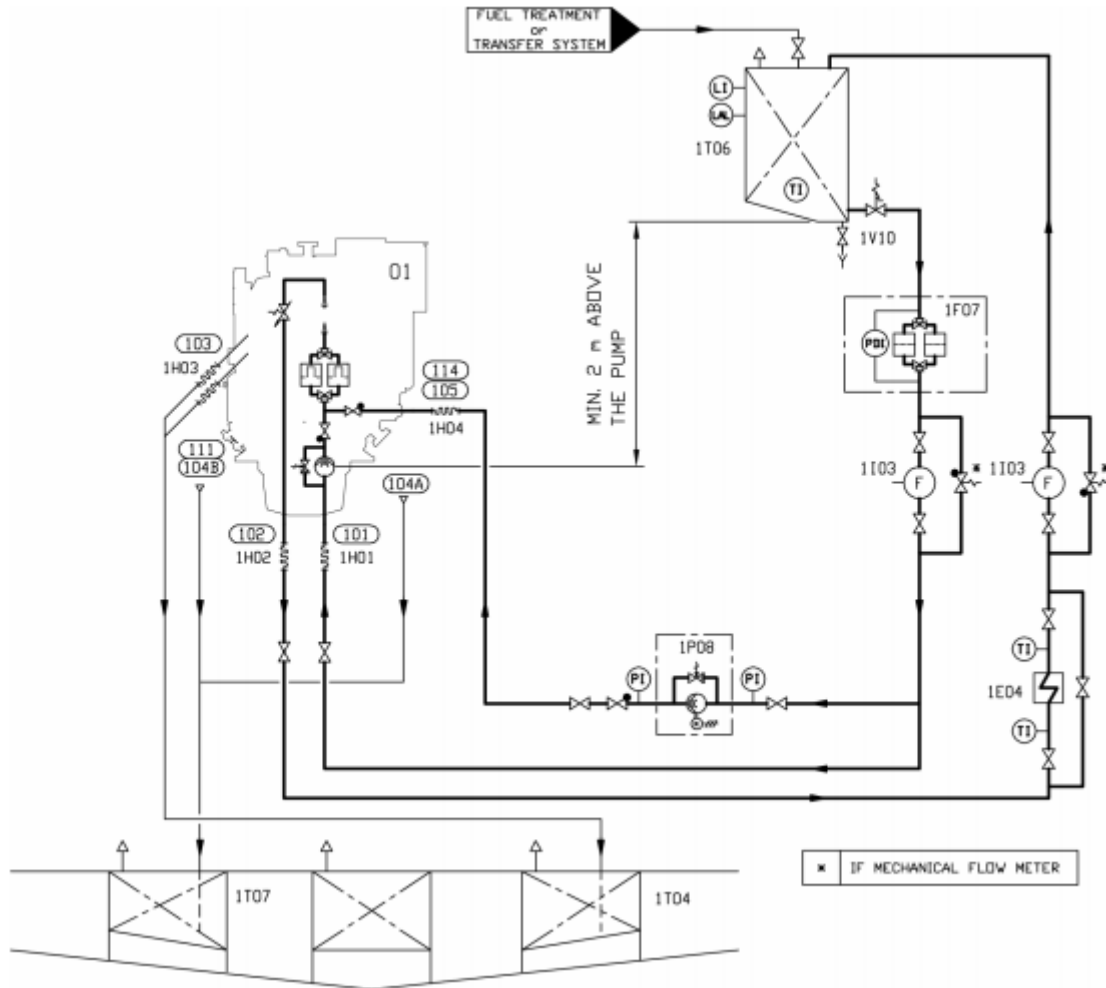 FUEL TREATMENT
or
TRANSFER SYSTEM
LI
LAL
1T06
TI
1V10
01
MIN. 2 m ABOVE
THE PUMP
1F07
PDI
103
1H03
114
105
1H04
111
104B
104A
1I03
F
1I03
F
*
*
102
1H02
101
1H01
1P08
PI
PI
TI
1E04
TI
1T07
1T04
* IF MECHANICAL FLOW METER